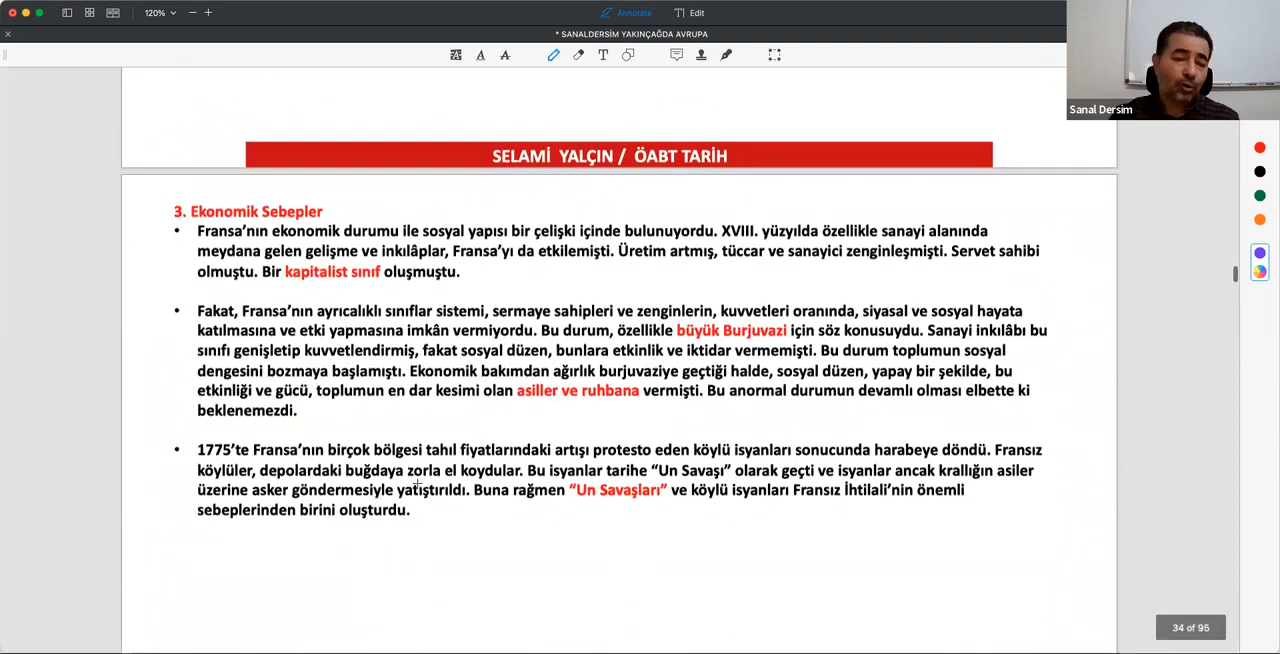 120%
Annotate
Edit
* SANALDERSİM YAKINÇAĞDA AVRUPA
Sanal Dersim
SELAMİ YALÇIN / ÖABT TARİH
3. Ekonomik Sebepler
• Fransa'nın ekonomik durumu ile sosyal yapısı bir çelişki içinde bulunuyordu. XVIII. yüzyılda özellikle sanayi alanında
meydana gelen gelişme ve inkılâplar, Fransa'yı da etkilemişti. Üretim artmış, tüccar ve sanayici zenginleşmişti. Servet sahibi
olmuştu. Bir kapitalist sınıf oluşmuştu.
• Fakat, Fransa'nın ayrıcalıklı sınıflar sistemi, sermaye sahipleri ve zenginlerin, kuvvetleri oranında, siyasal ve sosyal hayata
katılmasına ve etki yapmasına imkân vermiyordu. Bu durum, özellikle büyük Burjuvazi için söz konusuydu. Sanayi inkılâbı bu
sınıfı genişletip kuvvetlendirmiş, fakat sosyal düzen, bunlara etkinlik ve iktidar vermemişti. Bu durum toplumun sosyal
dengesini bozmaya başlamıştı. Ekonomik bakımdan ağırlık burjuvaziye geçtiği halde, sosyal düzen, yapay bir şekilde, bu
etkinliği ve gücü, toplumun en dar kesimi olan asiller ve ruhbana vermişti. Bu anormal durumun devamlı olması elbette ki
beklenemezdi.
• 1775'te Fransa'nın birçok bölgesi tahıl fiyatlarındaki artışı protesto eden köylü isyanları sonucunda harabeye döndü. Fransız
köylüler, depolardaki buğdaya zorla el koydular. Bu isyanlar tarihe "Un Savaşı" olarak geçti ve isyanlar ancak krallığın asiler
üzerine asker göndermesiyle yatıştırıldı. Buna rağmen "Un Savaşları" ve köylü isyanları Fransız İhtilali'nin önemli
sebeplerinden birini oluşturdu.
34 of 95